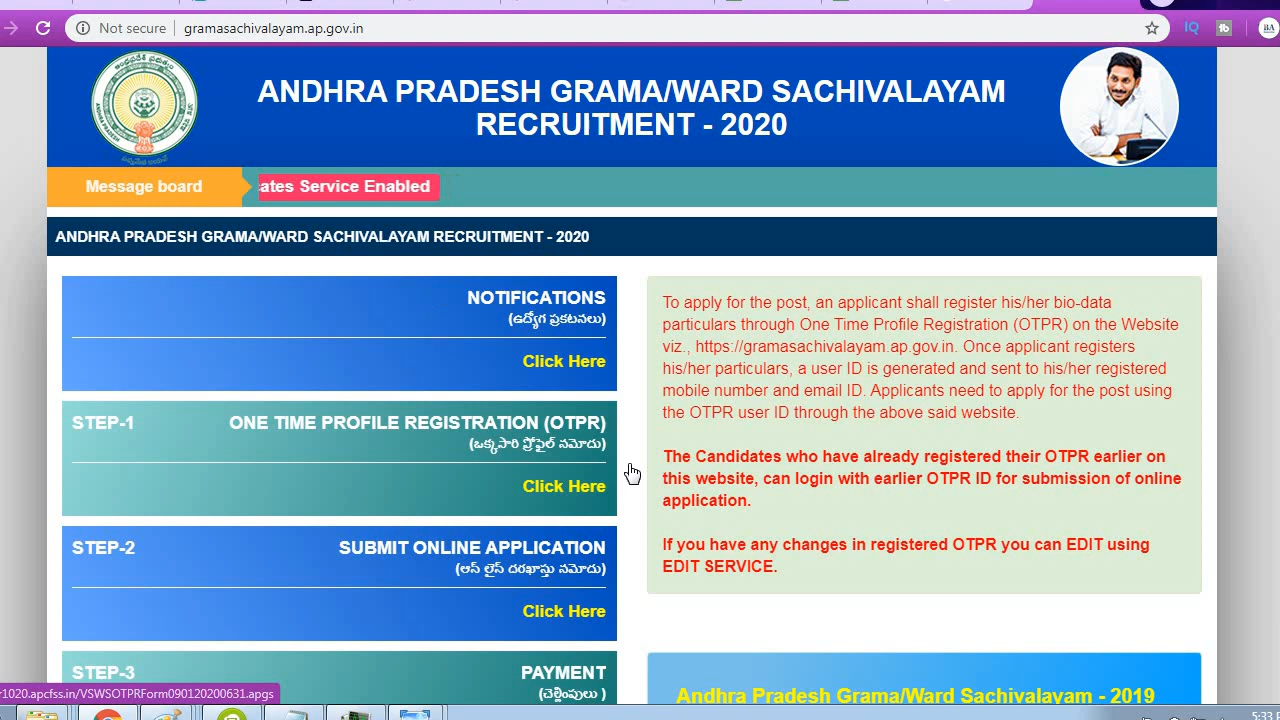 Not secure
gramasachivalayam.ap.gov.in
ANDHRA PRADESH GRAMA/WARD SACHIVALAYAM
RECRUITMENT - 2020
Message board
ates Service Enabled
ANDHRA PRADESH GRAMA/WARD SACHIVALAYAM RECRUITMENT - 2020
NOTIFICATIONS
(ఉద్యోగ ప్రకటనలు)
Click Here
STEP-1
ONE TIME PROFILE REGISTRATION (OTPR)
(ఒక్కసారి ప్రోఫైల్ నమోదు)
Click Here
STEP-2
SUBMIT ONLINE APPLICATION
(ఆన్ లైన్ దరఖాస్తు నమోదు)
Click Here
STEP-3
PAYMENT
(చెల్లింపులు )
To apply for the post, an applicant shall register his/her bio-data
particulars through One Time Profile Registration (OTPR) on the Website
viz., https://gramasachivalayam.ap.gov.in. Once applicant registers
his/her particulars, a user ID is generated and sent to his/her registered
mobile number and email ID. Applicants need to apply for the post using
the OTPR user ID through the above said website.
The Candidates who have already registered their OTPR earlier on
this website, can login with earlier OTPR ID for submission of online
application.
If you have any changes in registered OTPR you can EDIT using
EDIT SERVICE.
Andhra Pradesh Grama/Ward Sachivalayam - 2019
r1020.apcfss.in/VSWSOTPRForm090120200631.apgs
5:33